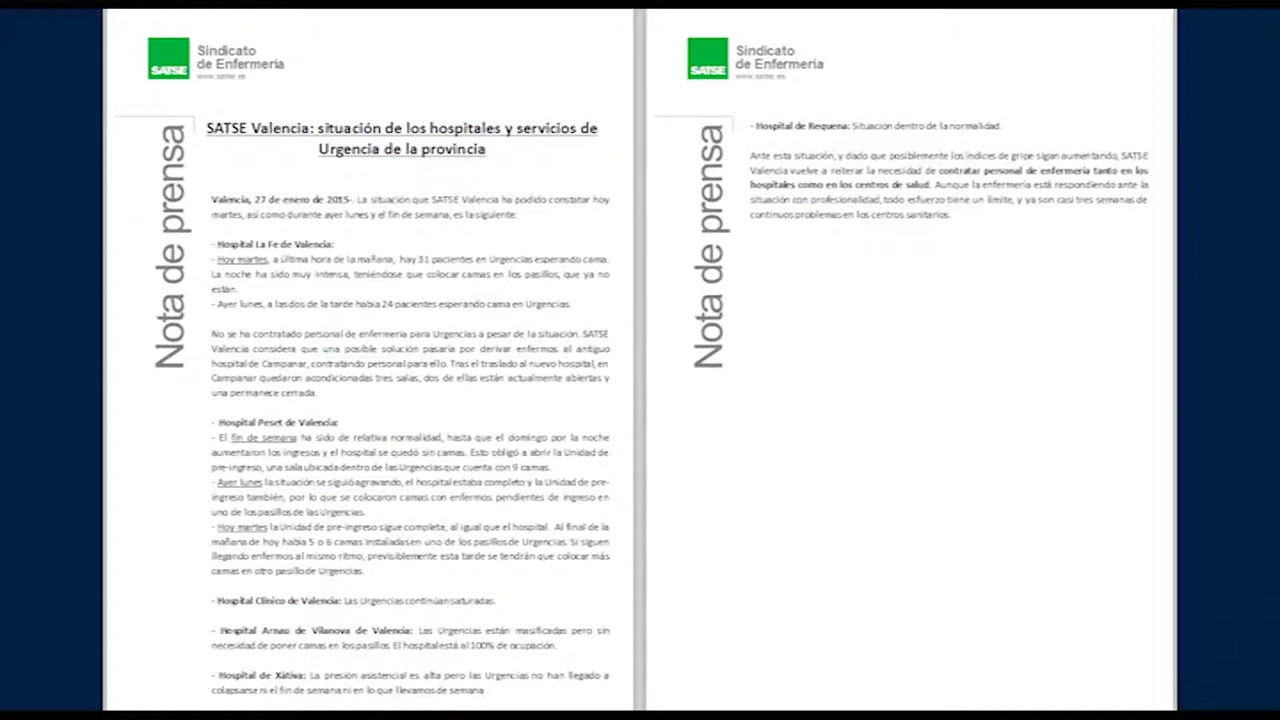 SATSE
Sindicato
de Enfermería
www.satse.es
Nota de prensa
SATSE Valencia: situación de los hospitales y servicios de
Urgencia de la provincia
Valencia, 27 de enero de 2015-. La situación que SATSE Valencia ha podido constatar hoy
martes, así como durante ayer lunes y el fin de semana, es la siguiente:
- Hospital La Fe de Valencia:
- Hoy martes, a última hora de la mañana, hay 31 pacientes en Urgencias esperando cama.
La noche ha sido muy intensa, teniéndose que colocar camas en los pasillos, que ya no
están.
- Ayer lunes, a las dos de la tarde había 24 pacientes esperando cama en Urgencias.
No se ha contratado personal de enfermería para Urgencias a pesar de la situación. SATSE
Valencia considera que una posible solución pasaría por derivar enfermos al antiguo
hospital de Campanar, contratando personal para ello. Tras el traslado al nuevo hospital, en
Campanar quedaron acondicionadas tres salas, dos de ellas están actualmente abiertas y
una permanece cerrada.
- Hospital Peset de Valencia:
- El fin de semana ha sido de relativa normalidad, hasta que el domingo por la noche
aumentaron los ingresos y el hospital se quedó sin camas. Esto obligó a abrir la Unidad de
pre-ingreso, una sala ubicada dentro de las Urgencias que cuenta con 9 camas.
- Ayer lunes la situación se siguió agravando, el hospital estaba completo y la Unidad de pre-
ingreso también, por lo que se colocaron camas con enfermos pendientes de ingreso en
uno de los pasillos de las Urgencias.
- Hoy martes la Unidad de pre-ingreso sigue completa, al igual que el hospital. Al final de la
mañana de hoy había 5 o 6 camas instaladas en uno de los pasillos de Urgencias. Si siguen
llegando enfermos al mismo ritmo, previsiblemente esta tarde se tendrán que colocar más
camas en otro pasillo de Urgencias.
- Hospital Clínico de Valencia: Las Urgencias continúan saturadas.
- Hospital Arnau de Vilanova de Valencia: Las Urgencias están masificadas pero sin
necesidad de poner camas en los pasillos. El hospital está al 100% de ocupación.
- Hospital de Xàtiva: La presión asistencial es alta pero las Urgencias no han llegado a
colapsarse ni el fin de semana ni en lo que llevamos de semana.
SATSE
Sindicato
de Enfermería
www.satse.es
Nota de prensa
- Hospital de Requena: Situación dentro de la normalidad.
Ante esta situación, y dado que posiblemente los índices de gripe sigan aumentando, SATSE
Valencia vuelve a reiterar la necesidad de contratar personal de enfermería tanto en los
hospitales como en los centros de salud. Aunque la enfermería está respondiendo ante la
situación con profesionalidad, todo esfuerzo tiene un límite, y ya son casi tres semanas de
continuos problemas en los centros sanitarios.